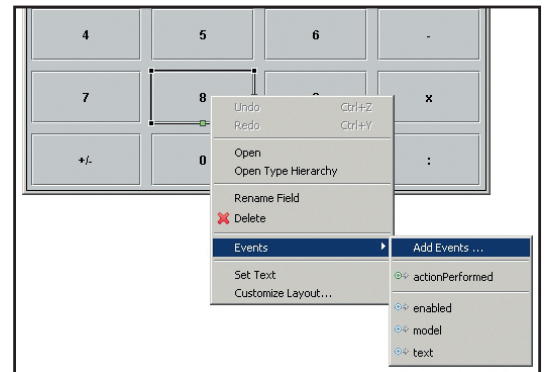 4 5 6 -
7 8 x
+/- 0 :
Undo Ctrl+Z
Redo Ctrl+Y
Open
Open Type Hierarchy
Rename Field
Delete
Events
Set Text
Customize Layout...
Add Events ...
actionPerformed
enabled
model
text